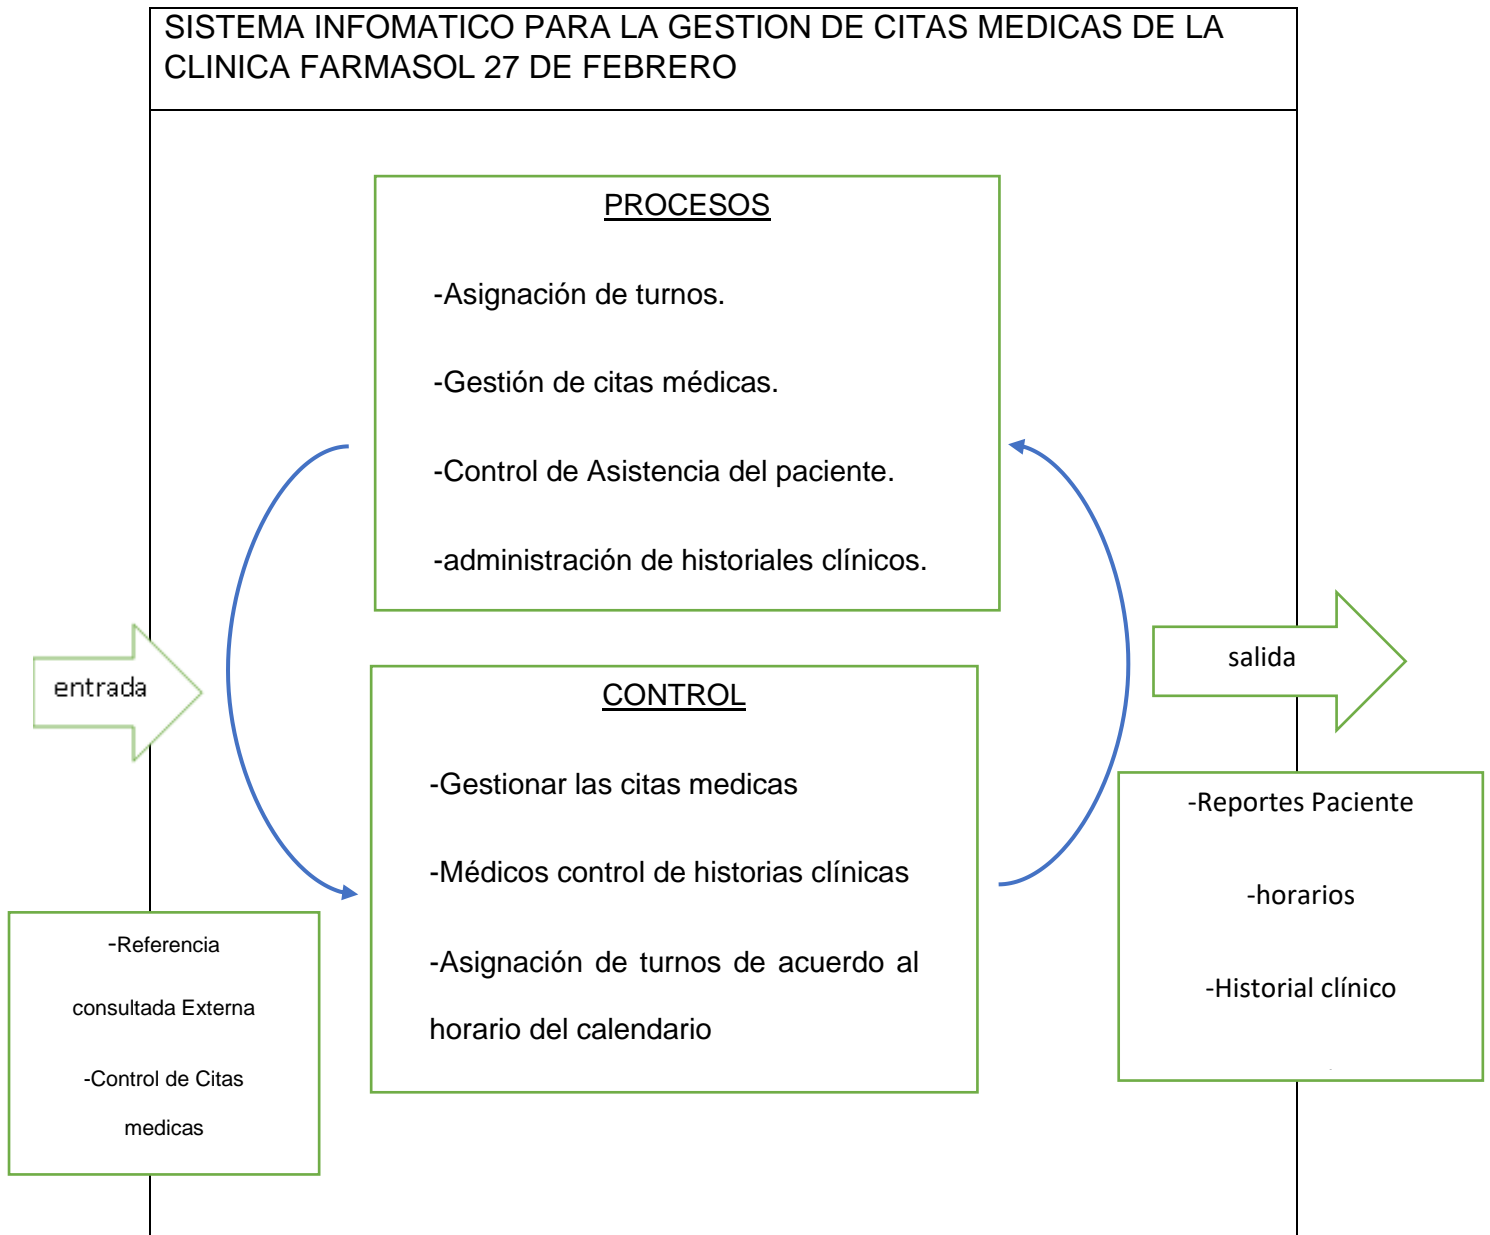 SISTEMA INFOMATICO PARA LA GESTION DE CITAS MEDICAS DE LA
CLINICA FARMASOL 27 DE FEBRERO
PROCESOS
-Asignación de turnos.
-Gestión de citas médicas.
-Control de Asistencia del paciente.
-administración de historiales clínicos.
entrada
salida
CONTROL
-Gestionar las citas medicas
-Médicos control de historias clínicas
-Asignación de turnos de acuerdo al
horario del calendario
-Reportes Paciente
-horarios
-Historial clínico
-Referencia
consultada Externa
-Control de Citas
medicas